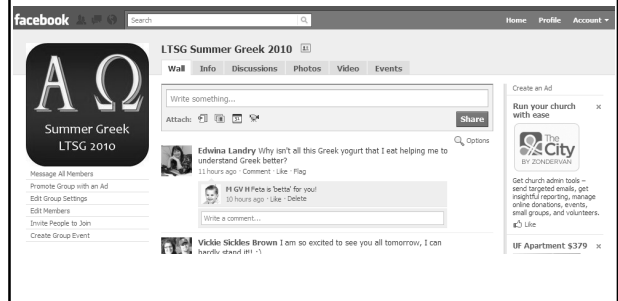 facebook
Search
Home Profile Account
LTSG Summer Greek 2010
Wall Info Discussions Photos Video Events
Α Ω
Summer Greek
LTSG 2010
Message All Members
Promote Group with an Ad
Edit Group Settings
Edit Members
Invite People to Join
Create Group Event
Write something...
Attach: 31
Share
Options
Edwina Landry Why isn't all this Greek yogurt that I eat helping me to
understand Greek better?
11 hours ago · Comment · Like · Flag
M GV H Feta is 'betta' for you!
10 hours ago · Like · Delete
Write a comment...
Vickie Sickles Brown I am so excited to see you all tomorrow, I can
hardly stand it! :)
Create an Ad
Run your church x
with ease
The
City
BY ZONDERVAN
Get church admin tools –
send targeted emails, get
insightful reporting, manage
online donations, events,
small groups, and volunteers.
Like
UF Apartment $379 x